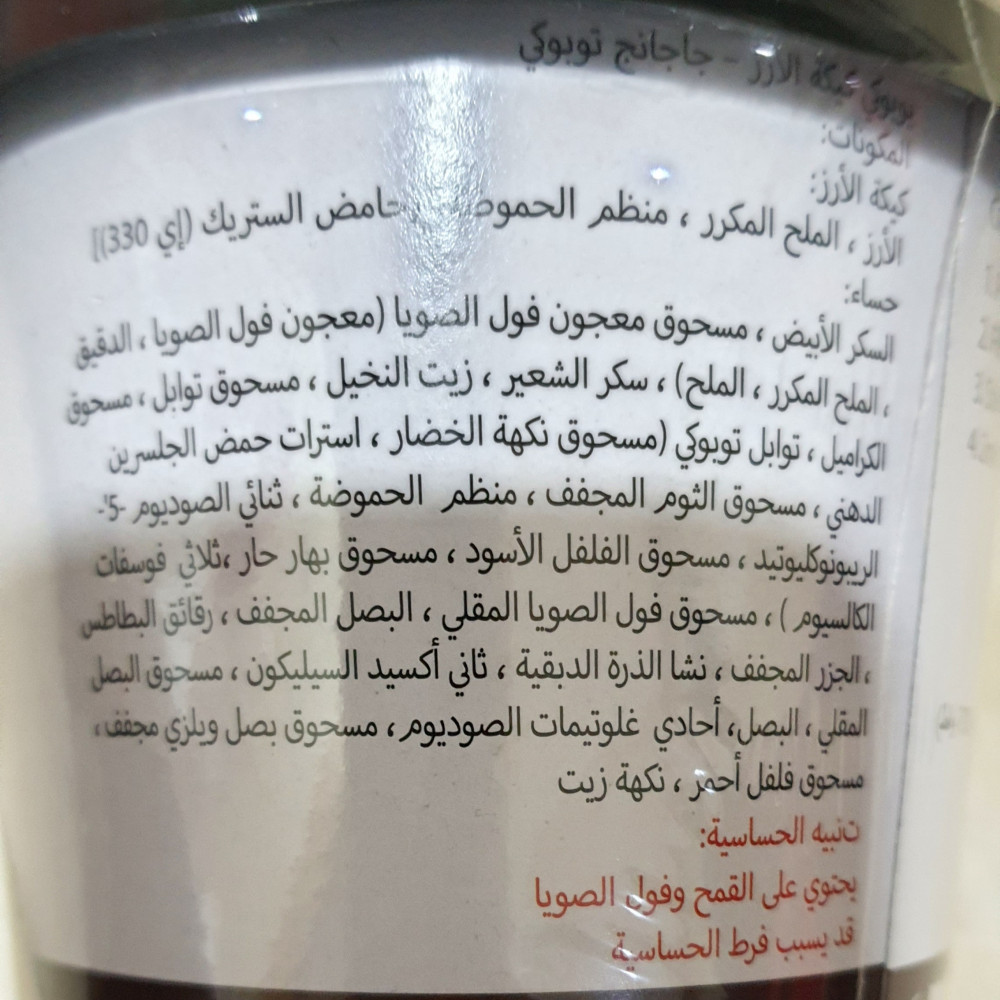 توبوكي كيكة الأرز - جاجانج توبوكي
المكونات:
كيكة الأرز:
الأرز ، الملح المكرر ، منظم الحموضة حامض الستريك (إي 330)]
حساء:
السكر الأبيض ، مسحوق معجون فول الصويا (معجون فول الصويا ، الدقيق
، الملح المكرر ، الملح) ، سكر الشعير ، زيت النخيل ، مسحوق توابل ، مسحوق
الكراميل ، توابل توبوكي (مسحوق نكهة الخضار ، استرات حمض الجلسرين
الدهني ، مسحوق الثوم المجفف ، منظم الحموضة ، ثنائي الصوديوم -5'-
الريبونوكليوتيد ، مسحوق الفلفل الأسود ، مسحوق بهار حار ،ثلاثي فوسفات
الكالسيوم ) ، مسحوق فول الصويا المقلي ، البصل المجفف ، رقائق البطاطس
، الجزر المجفف ، نشا الذرة الدبقية ، ثاني أكسيد السيليكون ، مسحوق البصل
المقلي ، البصل، أحادي غلوتيمات الصوديوم ، مسحوق بصل ويلزي مجفف ،
مسحوق فلفل أحمر ، نكهة زيت
تنبيه الحساسية:
يحتوي على القمح وفول الصويا
قد يسبب فرط الحساسية